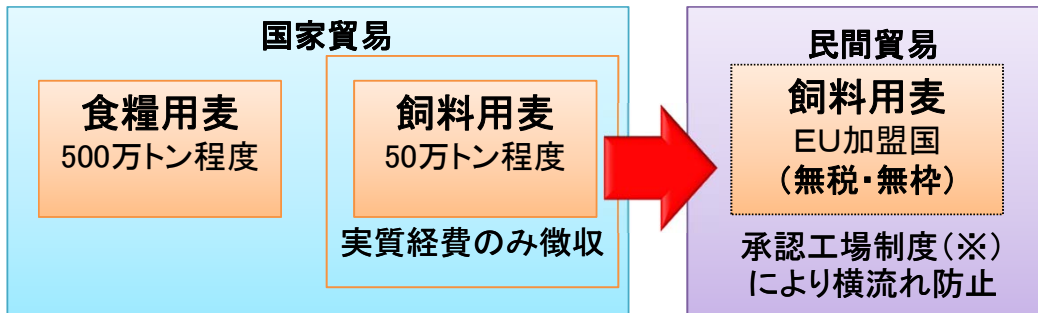 国家貿易
食糧用麦
500万トン程度
飼料用麦
50万トン程度
実質経費のみ徴収
民間貿易
飼料用麦
EU加盟国
(無税・無枠)
承認工場制度(※)
により横流れ防止